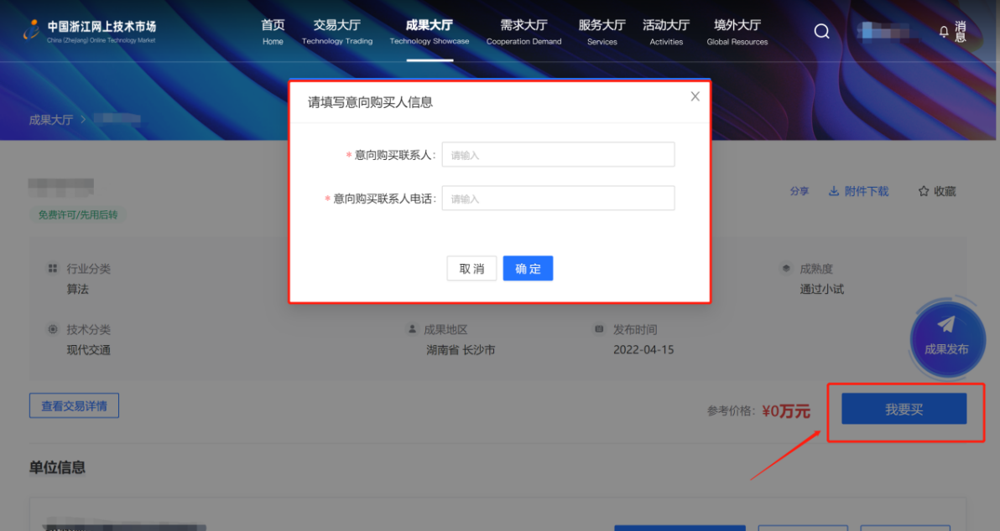 中国浙江网上技术市场
China (Zhejiang) Online Technology Market
首页
Home
交易大厅
Technology Trading
成果大厅
Technology Showcase
需求大厅
Cooperation Demand
服务大厅
Services
活动大厅
Activities
境外大厅
Global Resources
消息
成果大厅 >
请填写意向购买人信息
* 意向购买联系人: 请输入
* 意向购买联系人电话: 请输入
取消 确定
分享 附件下载 收藏
免费许可/先用后转
行业分类
算法
成熟度
通过小试
技术分类
现代交通
成果地区
湖南省 长沙市
发布时间
2022-04-15
成果发布
查看交易详情
参考价格: ¥0万元
我要买
单位信息